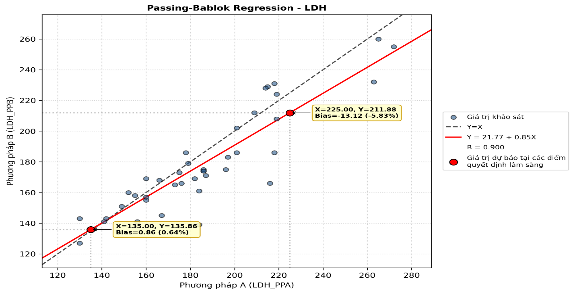 Passing-Bablok Regression - LDH
Phương pháp B (LDH_PPB)
260
240
220
200
180
160
140
120
X=225.00, Y=211.88
Bias=-13.12 (-5.83%)
X=135.00, Y=135.86
Bias=0.86 (0.64%)
120
140
160
180
200
220
240
260
280
Phương pháp A (LDH_PPA)
Giá trị khảo sát
Y=X
Y = 21.77 + 0.85X
R = 0.900
Giá trị dự báo tại các điểm
quyết định lâm sàng